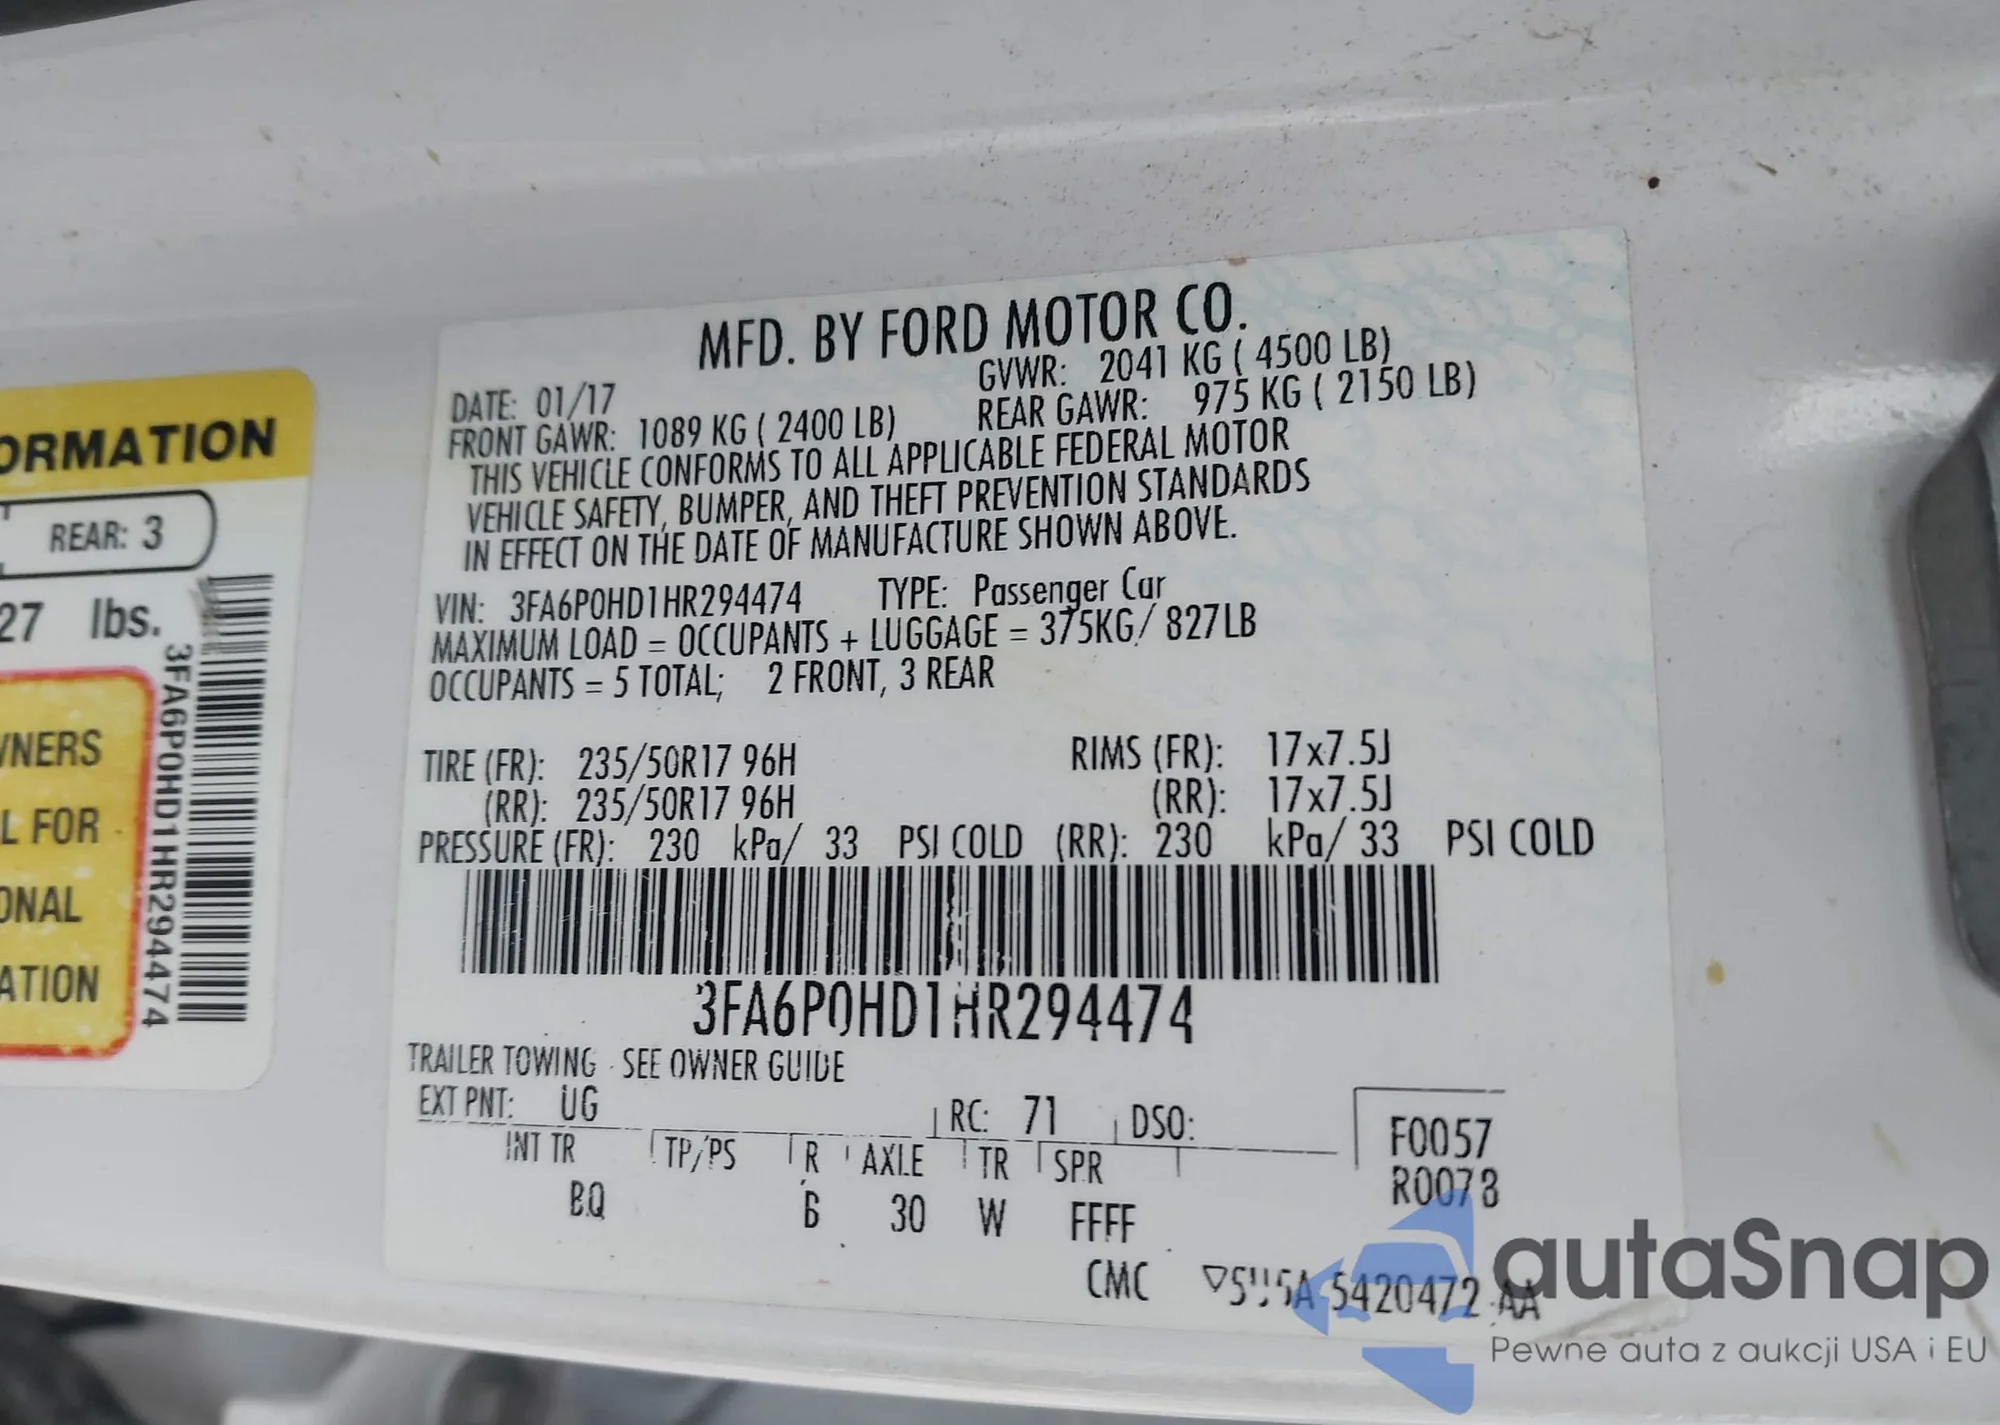 ORMATION
REAR: 3
27 lbs.
WNERS
L FOR
ONAL
ATION
3FA6P0HD1HR294474
MFD. BY FORD MOTOR CO.
DATE: 01/17 GVWR: 2041 KG ( 4500 LB)
FRONT GAWR: 1089 KG ( 2400 LB) REAR GAWR: 975 KG ( 2150 LB)
THIS VEHICLE CONFORMS TO ALL APPLICABLE FEDERAL MOTOR
VEHICLE SAFETY, BUMPER, AND THEFT PREVENTION STANDARDS
IN EFFECT ON THE DATE OF MANUFACTURE SHOWN ABOVE.
VIN: 3FA6P0HD1HR294474 TYPE: Passenger Car
MAXIMUM LOAD = OCCUPANTS + LUGGAGE = 375KG/ 827LB
OCCUPANTS = 5 TOTAL; 2 FRONT, 3 REAR
TIRE (FR): 235/50R17 96H RIMS (FR): 17x7.5J
(RR): 235/50R17 96H (RR): 17x7.5J
PRESSURE (FR): 230 kPa/ 33 PSI COLD (RR): 230 kPa/ 33 PSI COLD
3FA6P0HD1HR294474
TRAILER TOWING - SEE OWNER GUIDE
EXT PNT: UG RC: 71 DSO: F0057
INT TR TP/PS R AXLE TR SPR R0073
BQ 30 W FFFF
CMC 5420472 AA
autaSnap
Pewne auta z aukcji USA i EU